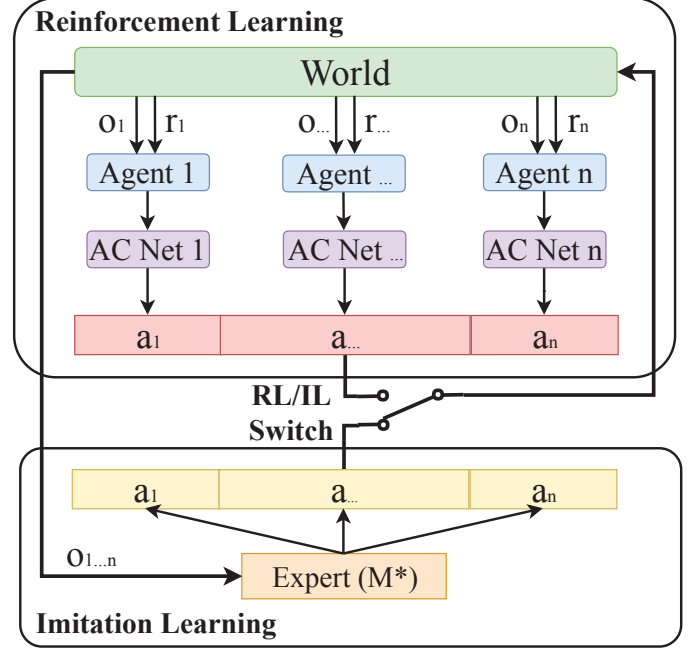 Reinforcement Learning
World
o1 r1 o... r... on rn
Agent 1 Agent ... Agent n
AC Net 1 AC Net ... AC Net n
a1 a... an
RL/IL
Switch
a1 a... an
o1...n
Expert (M*)
Imitation Learning